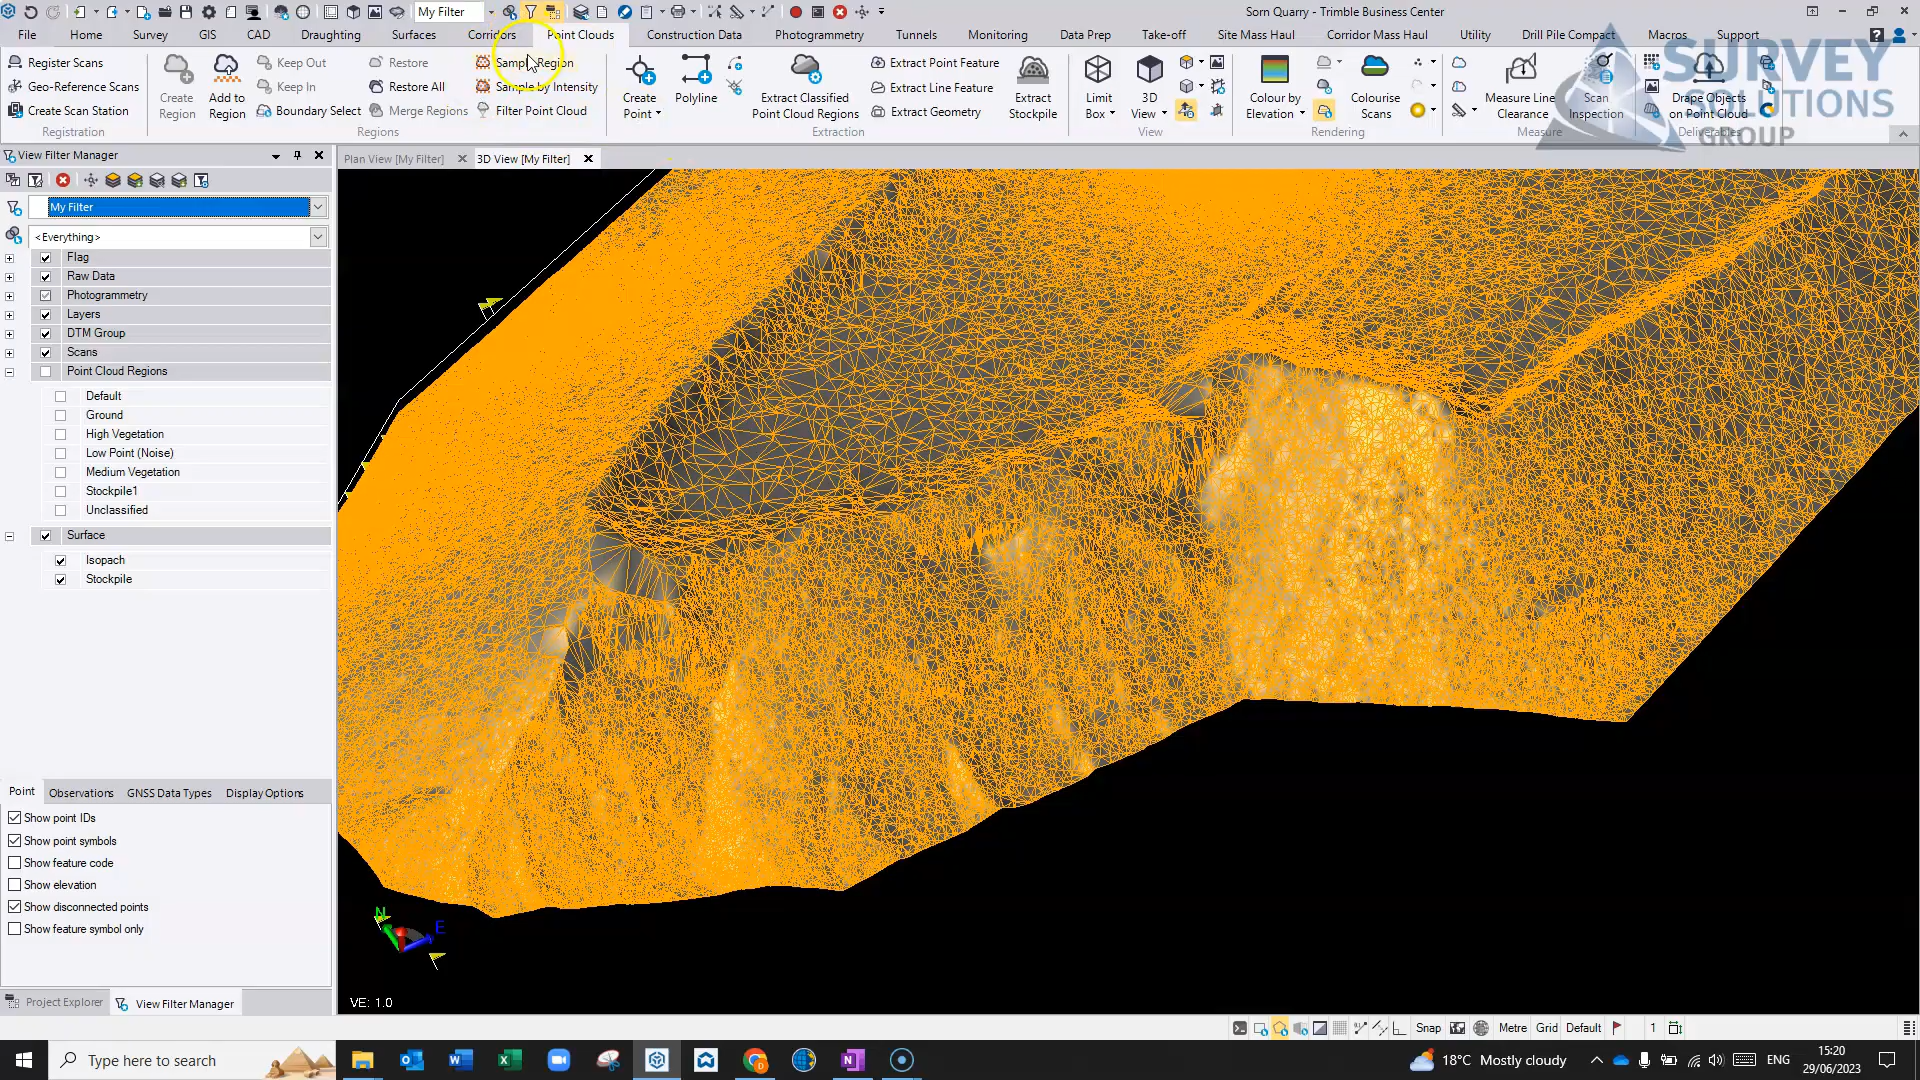 My Filter
Sorn Quarry - Trimble Business Center
File Home Survey GIS CAD Draughting Surfaces Corridors Point Clouds Construction Data Photogrammetry Tunnels Monitoring Data Prep Take-off Site Mass Haul Corridor Mass Haul Utility Drill Pile Compact Macros Support
Register Scans
Geo-Reference Scans
Create Scan Station
Registration
Create Region
Add to Region
Keep Out
Keep In
Boundary Select
Restore
Restore All
Merge Regions
Regions
Sample Region
Sample by Intensity
Filter Point Cloud
Create Point
Polyline
Extract Classified Point Cloud Regions
Extract Point Feature
Extract Line Feature
Extract Geometry
Extract Stockpile
Extraction
Limit Box
3D View
View
Colour by Elevation
Colourise Scans
Rendering
Measure Line Clearance
Scan Inspection
Measure
Drape Objects on Point Cloud
Deliverables
SURVEY
SOLUTIONS
GROUP
View Filter Manager
Plan View [My Filter]
3D View [My Filter]
My Filter
<Everything>
Flag
Raw Data
Photogrammetry
Layers
DTM Group
Scans
Point Cloud Regions
Default
Ground
High Vegetation
Low Point (Noise)
Medium Vegetation
Stockpile1
Unclassified
Surface
Isopach
Stockpile
Point Observations GNSS Data Types Display Options
Show point IDs
Show point symbols
Show feature code
Show elevation
Show disconnected points
Show feature symbol only
N
E
VE: 1.0
Project Explorer View Filter Manager
Snap Metre Grid Default 1
Type here to search
18°C Mostly cloudy
ENG
15:20
29/06/2023